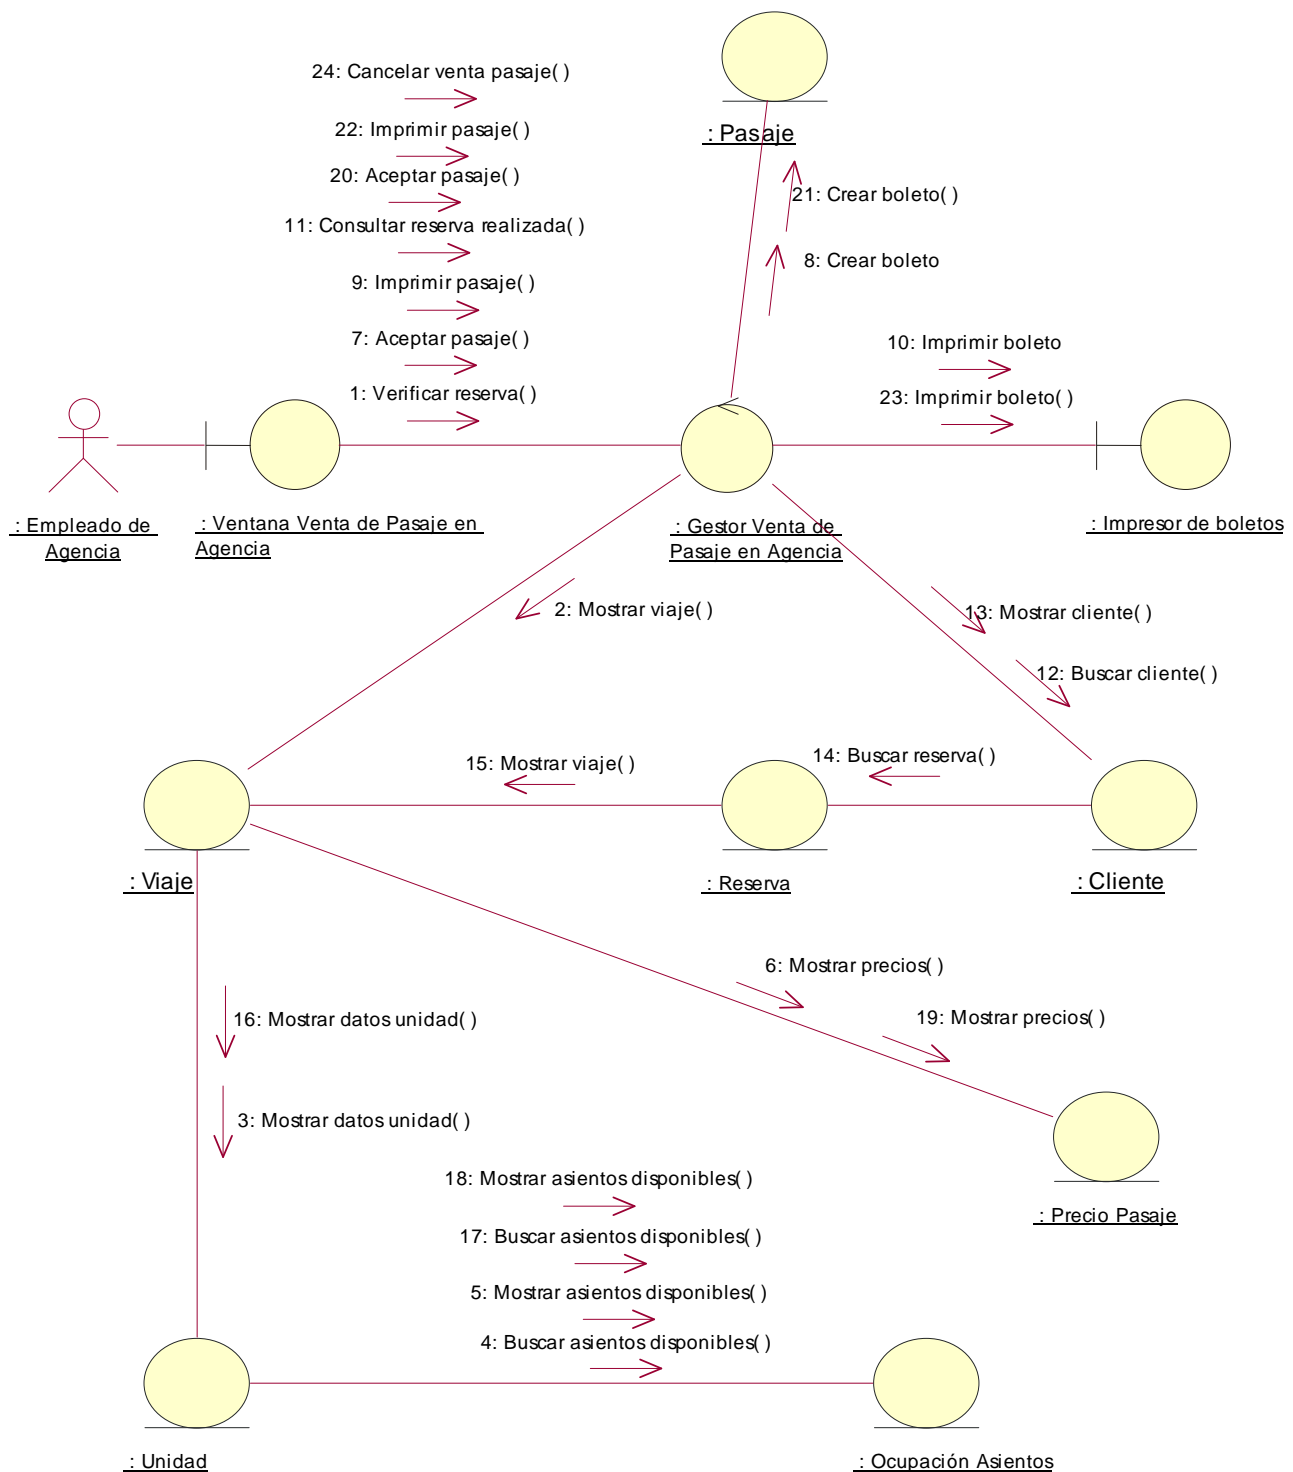 24: Cancelar venta pasaje( )
22: Imprimir pasaje( )
: Pasaje
20: Aceptar pasaje( )
21: Crear boleto( )
11: Consultar reserva realizada( )
8: Crear boleto
9: Imprimir pasaje( )
7: Aceptar pasaje( )
10: Imprimir boleto
1: Verificar reserva( )
23: Imprimir boleto( )
: Empleado de
Agencia
: Ventana Venta de Pasaje en
Agencia
: Gestor Venta de
Pasaje en Agencia
: Impresor de boletos
2: Mostrar viaje( )
13: Mostrar cliente( )
12: Buscar cliente( )
15: Mostrar viaje( )
14: Buscar reserva( )
: Viaje
: Reserva
: Cliente
6: Mostrar precios( )
16: Mostrar datos unidad( )
19: Mostrar precios( )
3: Mostrar datos unidad( )
18: Mostrar asientos disponibles( )
: Precio Pasaje
17: Buscar asientos disponibles( )
5: Mostrar asientos disponibles( )
4: Buscar asientos disponibles( )
: Unidad
: Ocupación Asientos